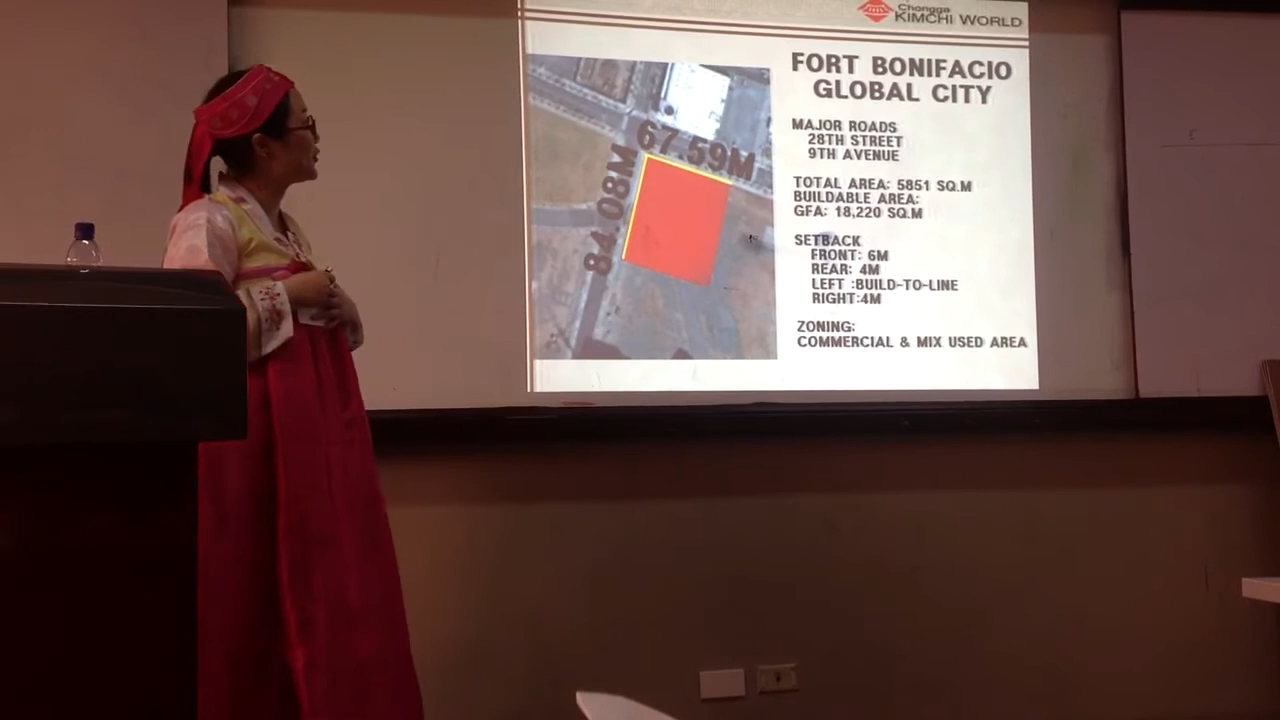 Chongga
KIMCHI WORLD
FORT BONIFACIO
GLOBAL CITY
67.59M
84.08M
MAJOR ROADS
28TH STREET
9TH AVENUE
TOTAL AREA: 5851 SQ.M
BUILDABLE AREA:
GFA: 18,220 SQ.M
SETBACK
FRONT: 6M
REAR: 4M
LEFT :BUILD-TO-LINE
RIGHT:4M
ZONING:
COMMERCIAL & MIX USED AREA